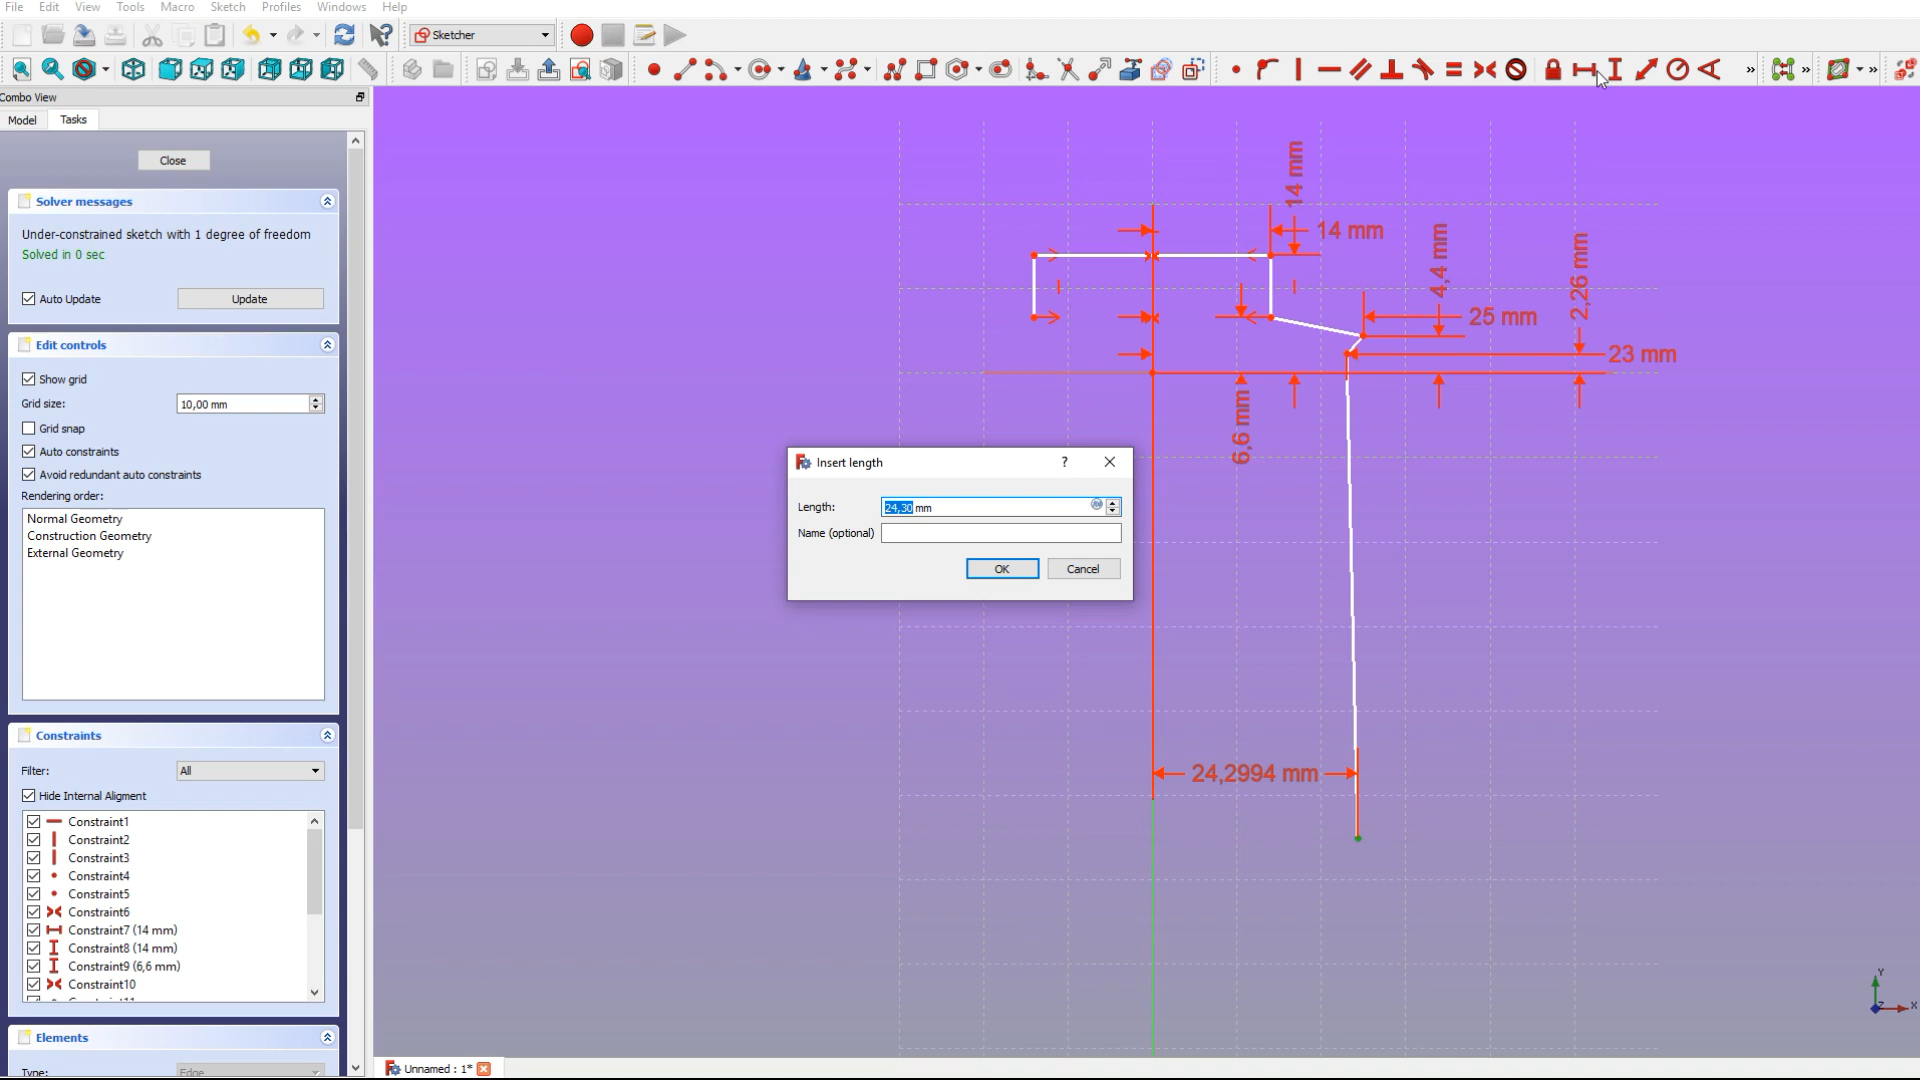 File Edit View Tools Macro Sketch Profiles Windows Help
Sketcher
Combo View
Model Tasks
Close
Solver messages
Under-constrained sketch with 1 degree of freedom
Solved in 0 sec
Auto Update Update
Edit controls
Show grid
Grid size: 10,00 mm
Grid snap
Auto constraints
Avoid redundant auto constraints
Rendering order:
Normal Geometry
Construction Geometry
External Geometry
Constraints
Filter: All
Hide Internal Aligment
Constraint1
Constraint2
Constraint3
Constraint4
Constraint5
Constraint6
Constraint7 (14 mm)
Constraint8 (14 mm)
Constraint9 (6,6 mm)
Constraint10
Elements
Type: Edge
14 mm
14 mm
4,4 mm
2,26 mm
25 mm
23 mm
6,6 mm
Insert length ?
Length: 24,30 mm
Name (optional)
OK Cancel
24,2994 mm
Y
Z X
Unnamed : 1*